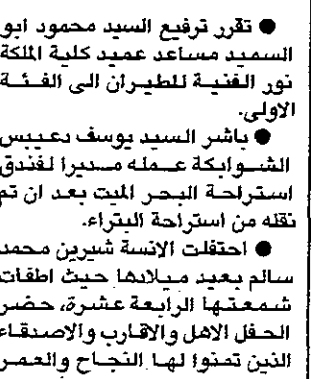 ● تقرر ترفيع السيد محمود ابو
السميد مساعد عميد كلية الملكة
نور الفنية للطيران الى الفئة
الاولى.
● باشر السيد يوسف دعيبس
الشوابكة عمله مديرا لفندق
استراحة البحر الميت بعد ان تم
نقله من استراحة البتراء.
● احتفلت الانسة شيرين محمد
سالم بعيد ميلادها حيث اطفات
شمعتها الرابعة عشرة، حضر
الحفل الاهل والاقارب والاصدقاء
الذين تمنوا لها النجاح والعمر